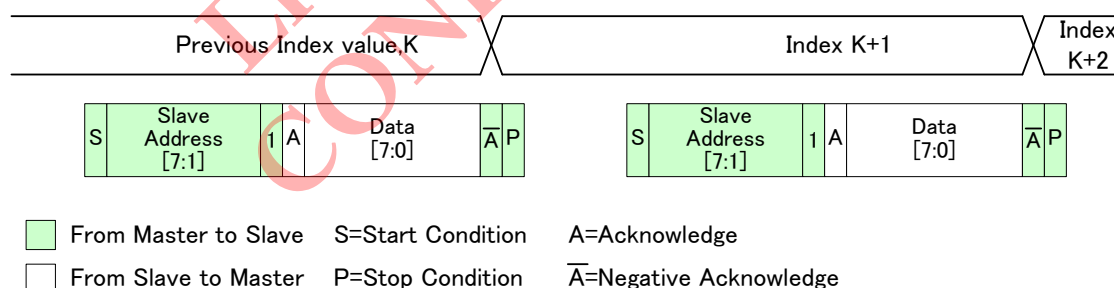 Previous Index value,K
Index K+1
Index K+2
S
Slave Address [7:1]
1
A
Data [7:0]
A̅
P
S
Slave Address [7:1]
1
A
Data [7:0]
A̅
P
From Master to Slave
S=Start Condition
A=Acknowledge
From Slave to Master
P=Stop Condition
A̅=Negative Acknowledge